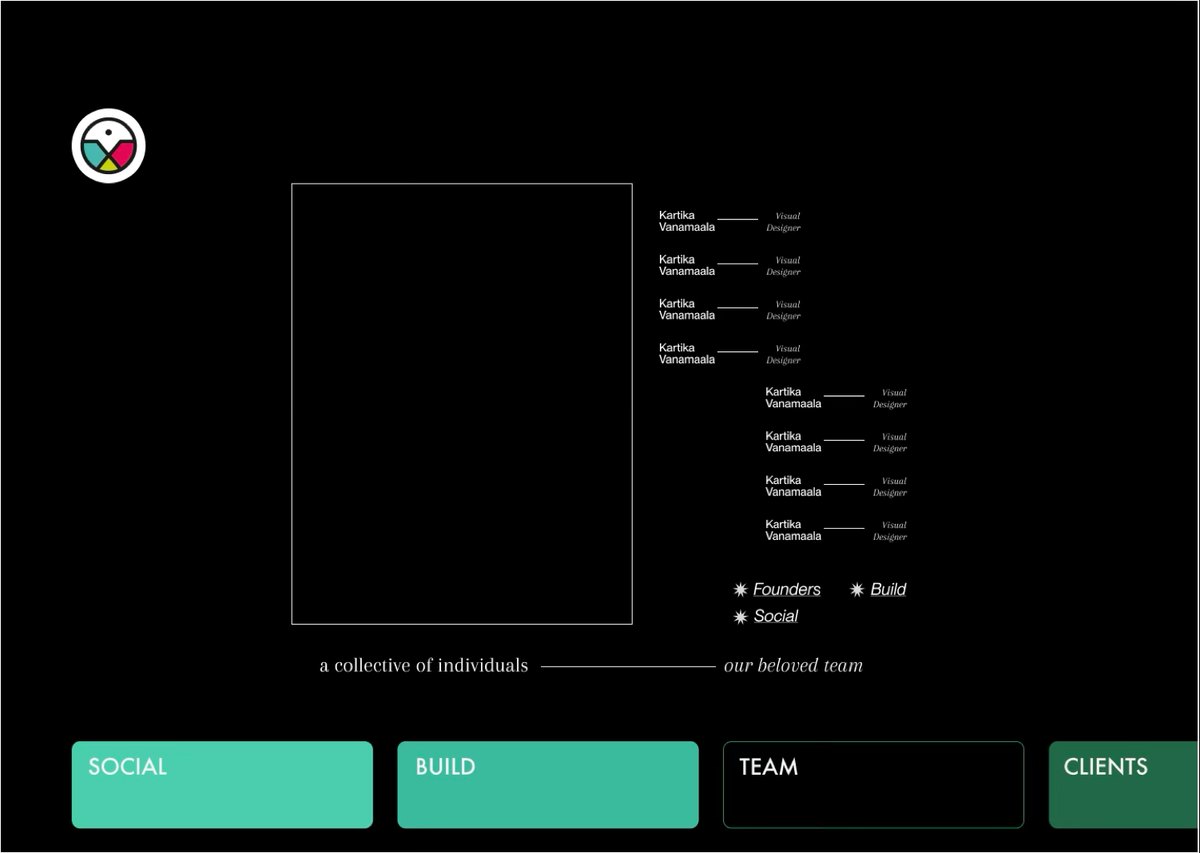 Kartika
Vanamaala
Visual
Designer
Kartika
Vanamaala
Visual
Designer
Kartika
Vanamaala
Visual
Designer
Kartika
Vanamaala
Visual
Designer
Kartika
Vanamaala
Visual
Designer
Kartika
Vanamaala
Visual
Designer
Kartika
Vanamaala
Visual
Designer
Kartika
Vanamaala
Visual
Designer
Founders Build
Social
a collective of individuals our beloved team
SOCIAL BUILD TEAM CLIENTS